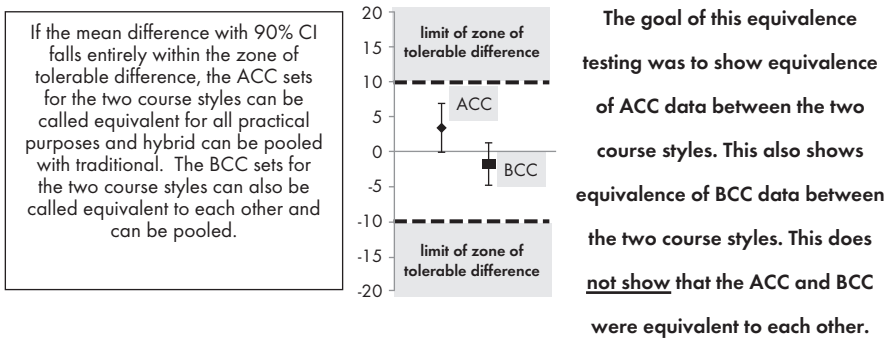 If the mean difference with 90% CI
falls entirely within the zone of
tolerable difference, the ACC sets
for the two course styles can be
called equivalent for all practical
purposes and hybrid can be pooled
with traditional. The BCC sets for
the two course styles can also be
called equivalent to each other and
can be pooled.
20
15
10
5
0
-5
-10
-15
-20
limit of zone of
tolerable difference
ACC
BCC
limit of zone of
tolerable difference
The goal of this equivalence
testing was to show equivalence
of ACC data between the two
course styles. This also shows
equivalence of BCC data between
the two course styles. This does
not show that the ACC and BCC
were equivalent to each other.